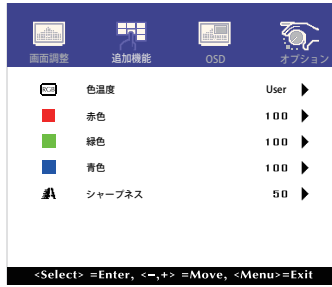 画面調整 追加機能 OSD オプション
RGB 色温度 User
赤色 100
緑色 100
青色 100
シャープネス 50
<Select> =Enter, <−,+> =Move, <Menu>=Exit